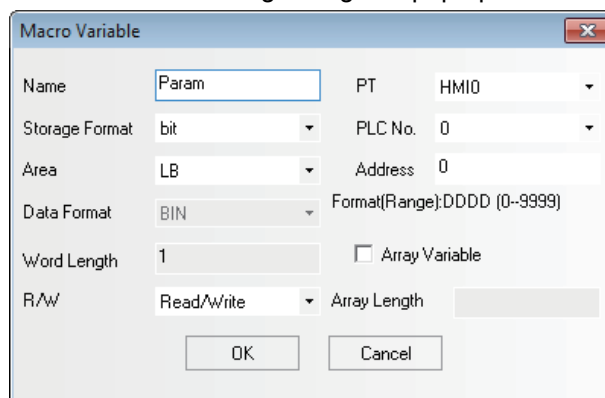 Macro Variable
Name Param PT HMI0
Storage Format bit PLC No. 0
Area LB Address 0
Data Format BIN Format(Range):DDDD (0--9999)
Word Length 1 Array Variable
R/W Read/Write Array Length
OK Cancel